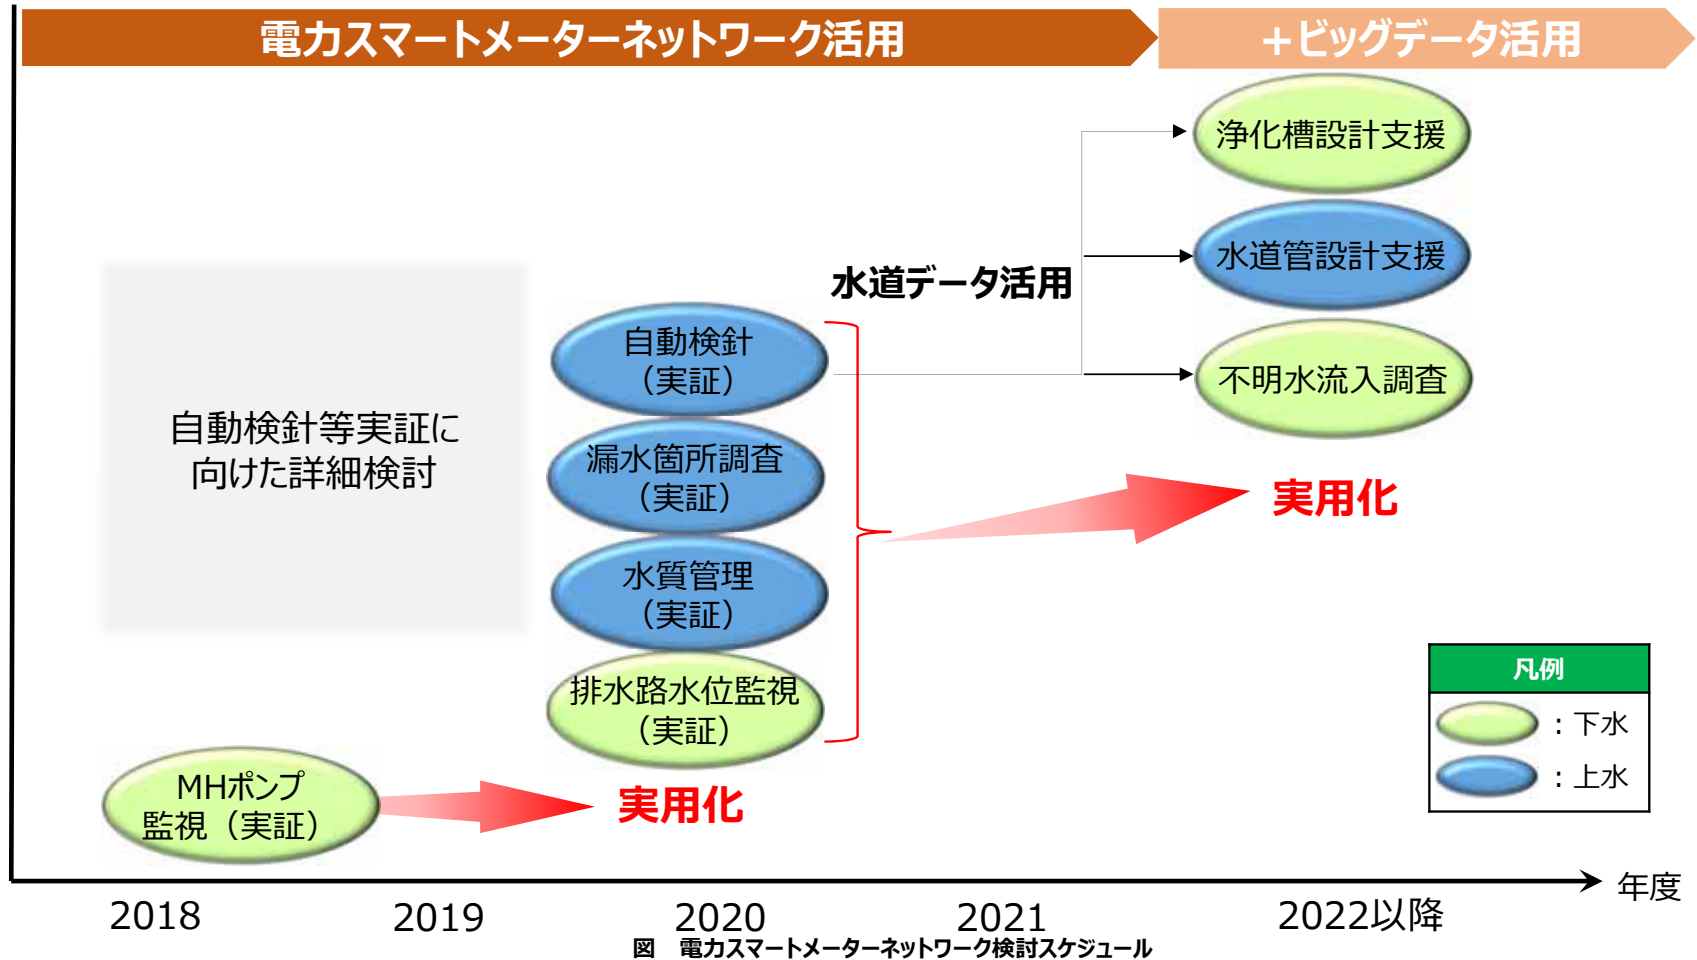 電力スマートメーターネットワーク活用
+ビッグデータ活用
浄化槽設計支援
水道管設計支援
水道データ活用
不明水流入調査
自動検針
（実証）
自動検針等実証に
向けた詳細検討
漏水箇所調査
（実証）
実用化
水質管理
（実証）
排水路水位監視
（実証）
MHポンプ
監視（実証）
実用化
凡例
：下水
：上水
年度
2018
2019
2020
2021
2022以降
図　電力スマートメーターネットワーク検討スケジュール